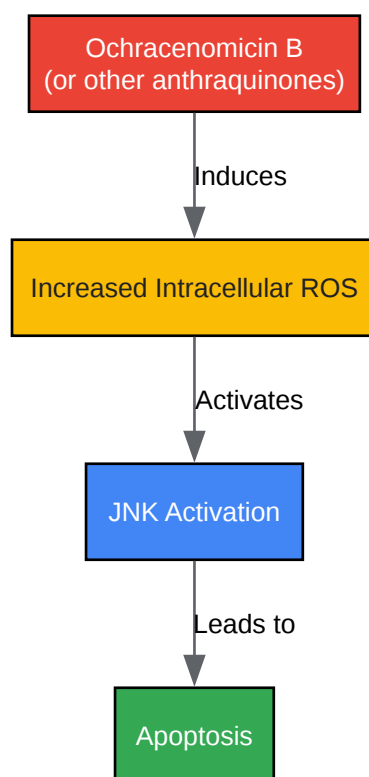 Ochracenomicin B
(or other anthraquinones)
Induces
Increased Intracellular ROS
Activates
JNK Activation
Leads to
Apoptosis